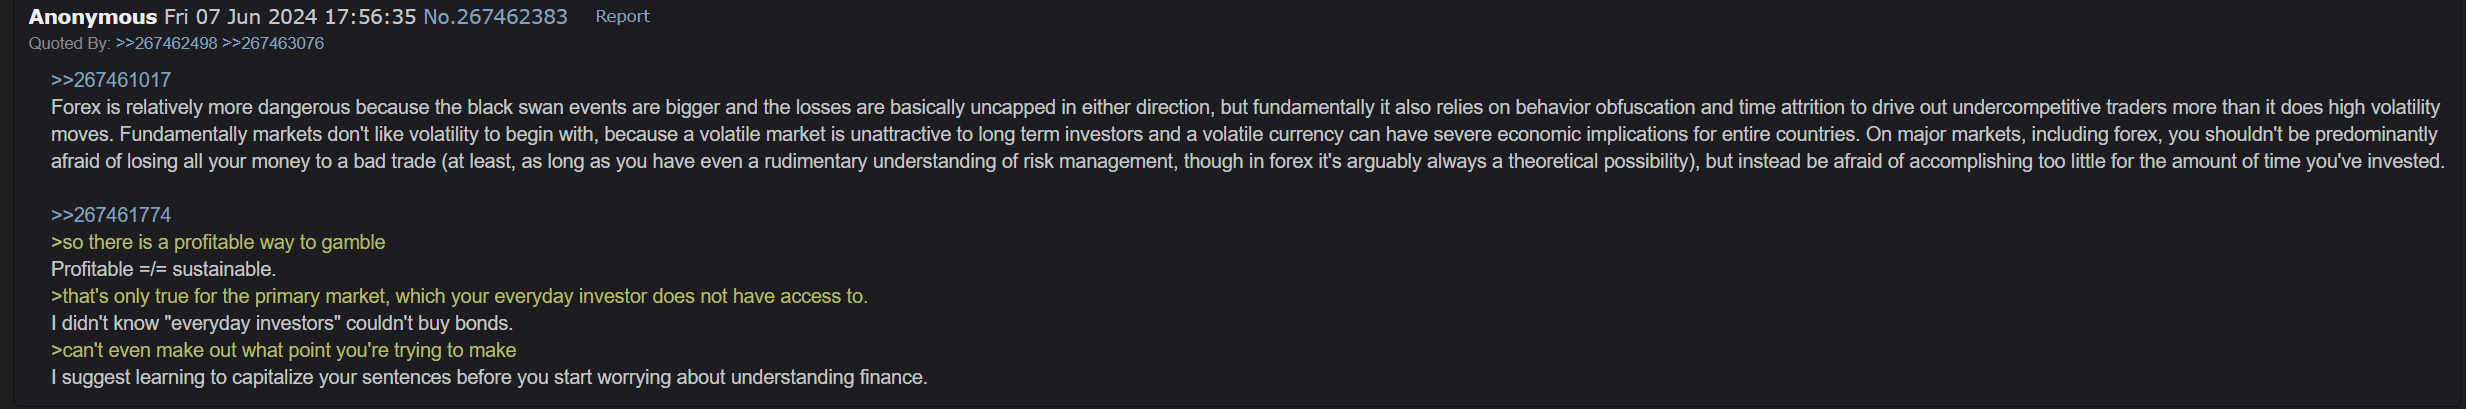 Anonymous Fri 07 Jun 2024 17:56:35 No.267462383 Report
Quoted By: >>267462498 >>267463076
>>267461017
Forex is relatively more dangerous because the black swan events are bigger and the losses are basically uncapped in either direction, but fundamentally it also relies on behavior obfuscation and time attrition to drive out undercompetitive traders more than it does high volatility
moves. Fundamentally markets don't like volatility to begin with, because a volatile market is unattractive to long term investors and a volatile currency can have severe economic implications for entire countries. On major markets, including forex, you shouldn't be predominantly
afraid of losing all your money to a bad trade (at least, as long as you have even a rudimentary understanding of risk management, though in forex it's arguably always a theoretical possibility), but instead be afraid of accomplishing too little for the amount of time you've invested.
>>267461774
>so there is a profitable way to gamble
Profitable =/= sustainable.
>that's only true for the primary market, which your everyday investor does not have access to.
I didn't know "everyday investors" couldn't buy bonds.
>can't even make out what point you're trying to make
I suggest learning to capitalize your sentences before you start worrying about understanding finance.